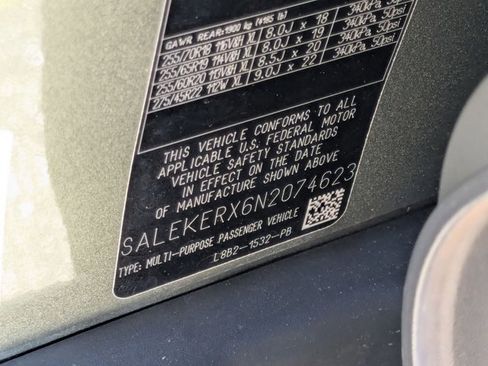 GAWR REAR: 1900 kg (4185 lb)
255/70R18 116V&H XL 8.0J x 18 340kPa, 50psi
255/65R19 114V&H XL 8.0J x 19 340kPa, 50psi
255/60R20 113V&H XL 8.5J x 20 340kPa, 50psi
275/45R22 112W XL 9.0J x 22 340kPa, 50psi
THIS VEHICLE CONFORMS TO ALL
APPLICABLE U.S. FEDERAL MOTOR
VEHICLE SAFETY STANDARDS
IN EFFECT ON THE DATE
OF MANUFACTURE SHOWN ABOVE
SALEKERX6N2074623
TYPE: MULTI-PURPOSE PASSENGER VEHICLE
L8B2-1532-PB